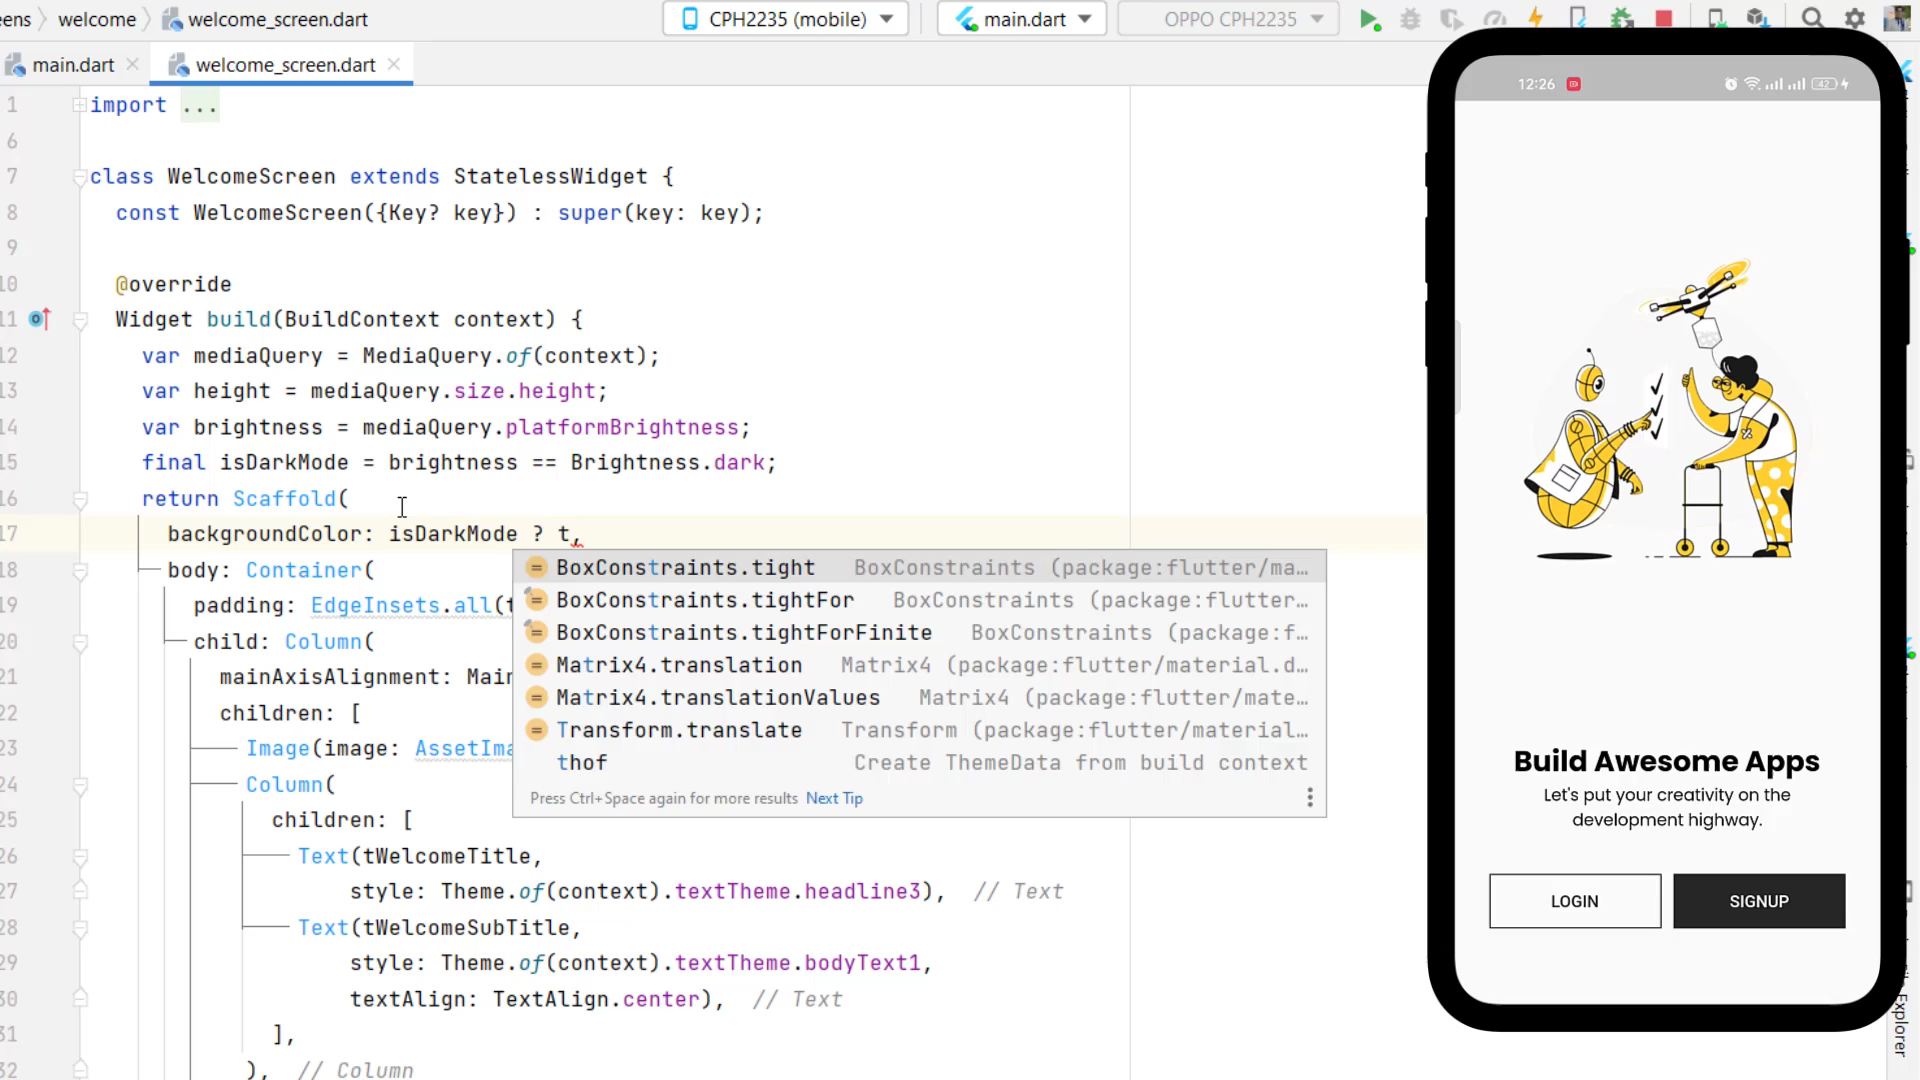 ens welcome welcome_screen.dart CPH2235 (mobile) main.dart OPPO CPH2235
main.dart welcome_screen.dart
1 import ...
6
7 class WelcomeScreen extends StatelessWidget {
8 const WelcomeScreen({Key? key}) : super(key: key);
9
10 @override
11 Widget build(BuildContext context) {
12 var mediaQuery = MediaQuery.of(context);
13 var height = mediaQuery.size.height;
14 var brightness = mediaQuery.platformBrightness;
15 final isDarkMode = brightness == Brightness.dark;
16 return Scaffold(
17 backgroundColor: isDarkMode ? t,
18 body: Container(
19 padding: EdgeInsets.all(t
20 child: Column(
21 mainAxisAlignment: Main
22 children: [
23 Image(image: AssetIma
24 Column(
25 children: [
26 Text(tWelcomeTitle,
27 style: Theme.of(context).textTheme.headline3), // Text
28 Text(tWelcomeSubTitle,
29 style: Theme.of(context).textTheme.bodyText1,
30 textAlign: TextAlign.center), // Text
31 ],
32 ), // Column
BoxConstraints.tight BoxConstraints (package:flutter/ma...
BoxConstraints.tightFor BoxConstraints (package:flutter...
BoxConstraints.tightForFinite BoxConstraints (package:f...
Matrix4.translation Matrix4 (package:flutter/material.d...
Matrix4.translationValues Matrix4 (package:flutter/mate...
Transform.translate Transform (package:flutter/material...
thof Create ThemeData from build context
Press Ctrl+Space again for more results Next Tip
12:26 42
Build Awesome Apps
Let's put your creativity on the
development highway.
LOGIN SIGNUP
Explorer